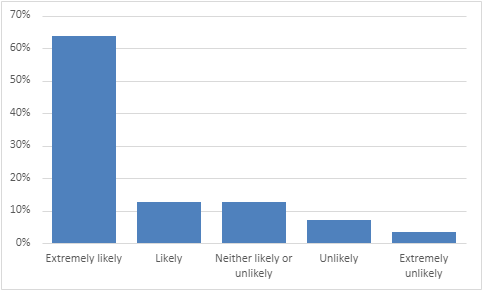 70%
60%
50%
40%
30%
20%
10%
0%
Extremely likely
Likely
Neither likely or
unlikely
Unlikely
Extremely
unlikely